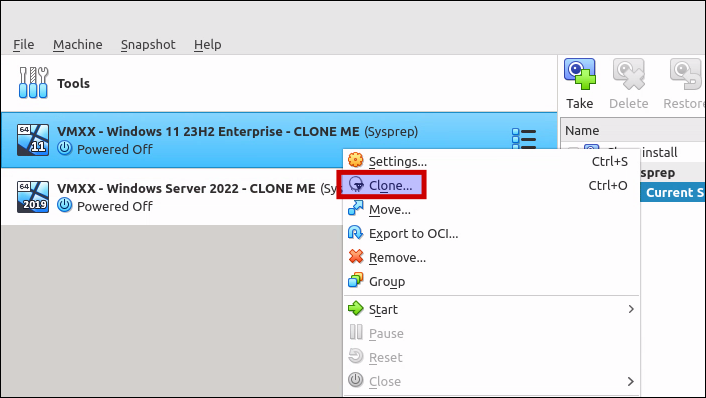 File Machine Snapshot Help
Tools
Take Delete Restore
Name
64 11 VMXX - Windows 11 23H2 Enterprise - CLONE ME (Sysprep)
Powered Off
64 2019 VMXX - Windows Server 2022 - CLONE ME (Sys
Powered Off
Settings... Ctrl+S
Clone... Ctrl+O
Move...
Export to OCI...
Remove...
Group
Start
Pause
Reset
Close
install
sprep
Current S